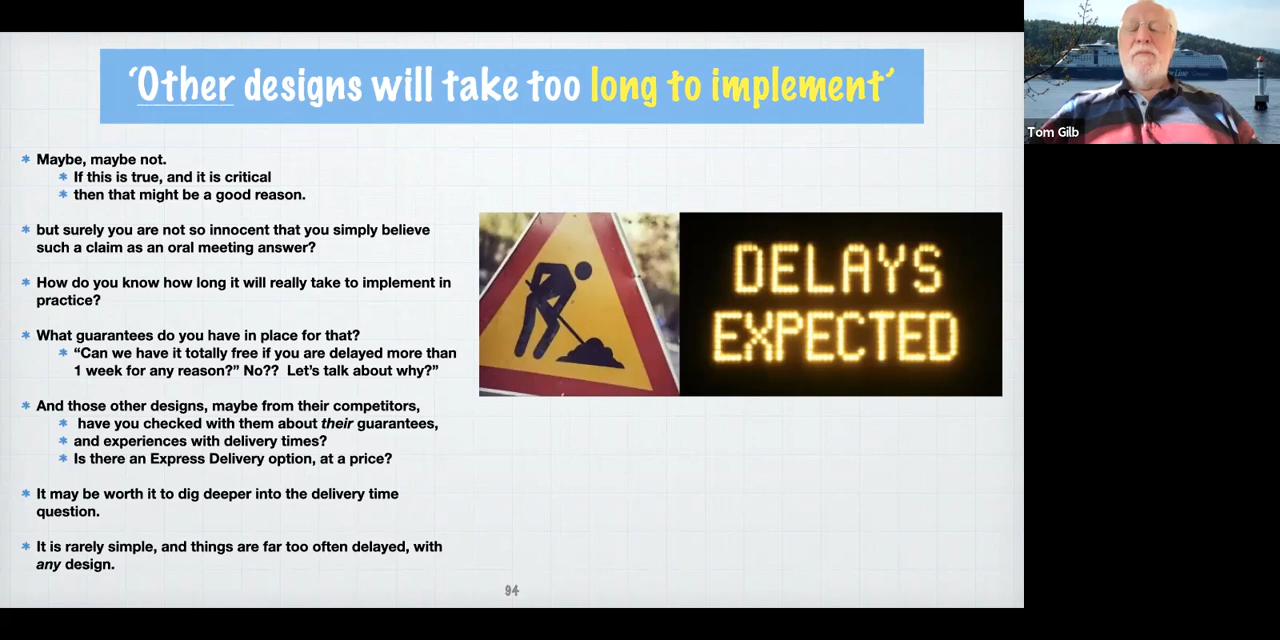 ‘Other designs will take too long to implement’
Maybe, maybe not.
If this is true, and it is critical
then that might be a good reason.
but surely you are not so innocent that you simply believe
such a claim as an oral meeting answer?
How do you know how long it will really take to implement in
practice?
What guarantees do you have in place for that?
“Can we have it totally free if you are delayed more than
1 week for any reason?” No?? Let’s talk about why?”
And those other designs, maybe from their competitors,
have you checked with them about their guarantees,
and experiences with delivery times?
Is there an Express Delivery option, at a price?
It may be worth it to dig deeper into the delivery time
question.
It is rarely simple, and things are far too often delayed, with
any design.
DELAYS
EXPECTED
94
Line
Tom Gilb